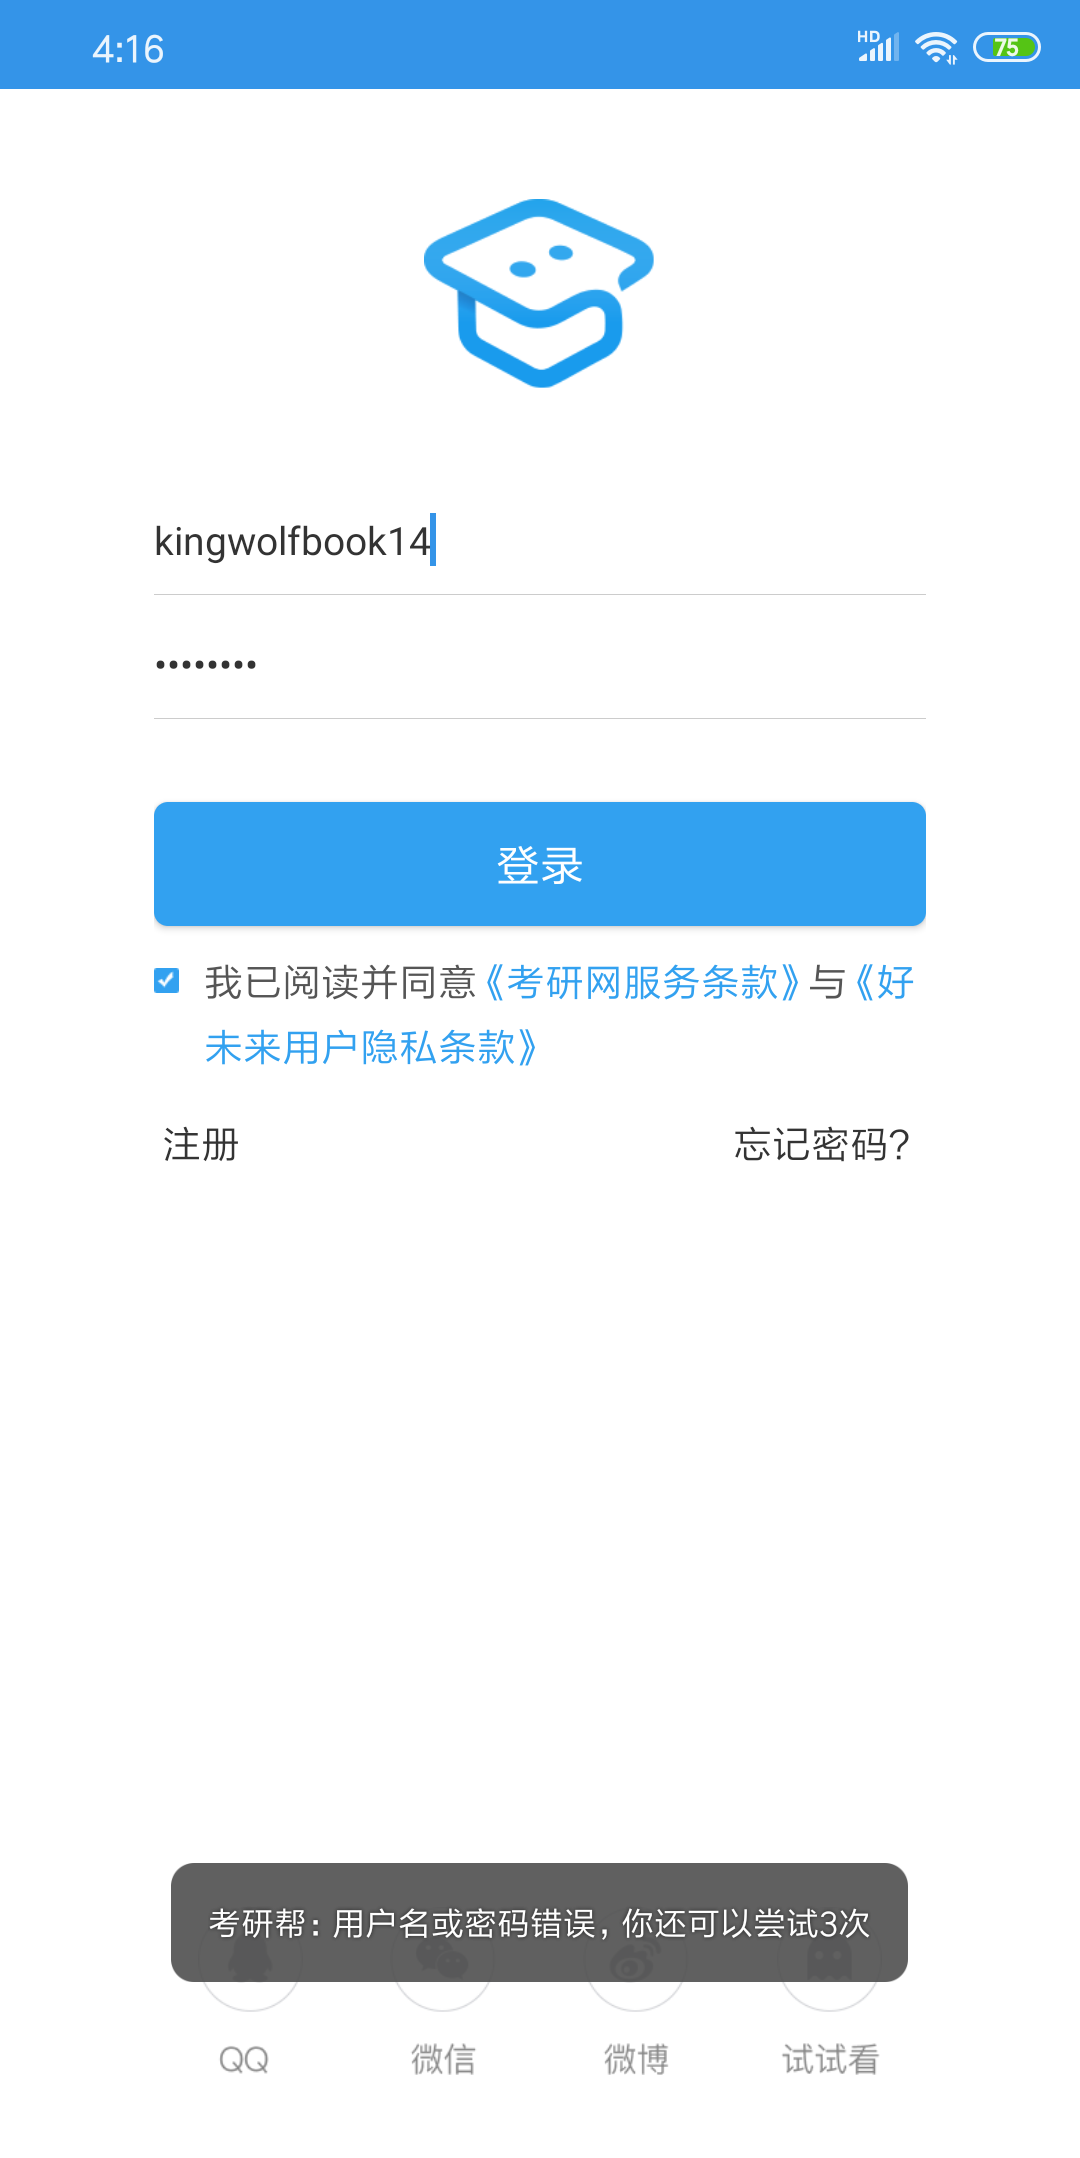 4:16
HD
75
kingwolfbook14
••••••••
登录
我已阅读并同意《考研网服务条款》与《好
未来用户隐私条款》
注册 忘记密码?
考研帮：用户名或密码错误，你还可以尝试3次
QQ 微信 微博 试试看